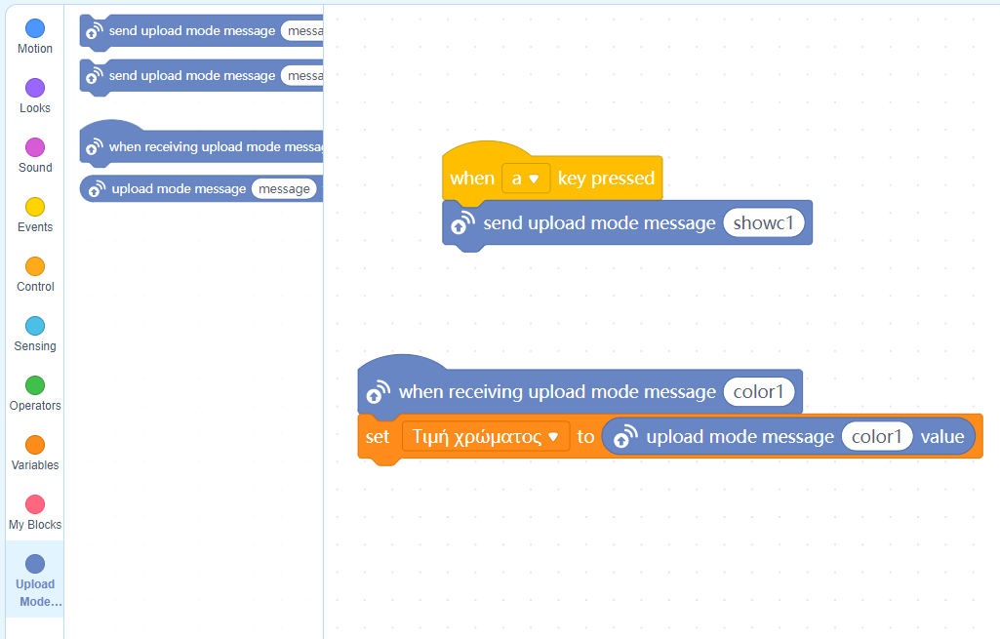 Motion
Looks
Sound
Events
Control
Sensing
Operators
Variables
My Blocks
Upload
Mode...
send upload mode message messa
send upload mode message messa
when receiving upload mode messa
upload mode message message
when a key pressed
send upload mode message showc1
when receiving upload mode message color1
set Τιμή χρώματος to upload mode message color1 value